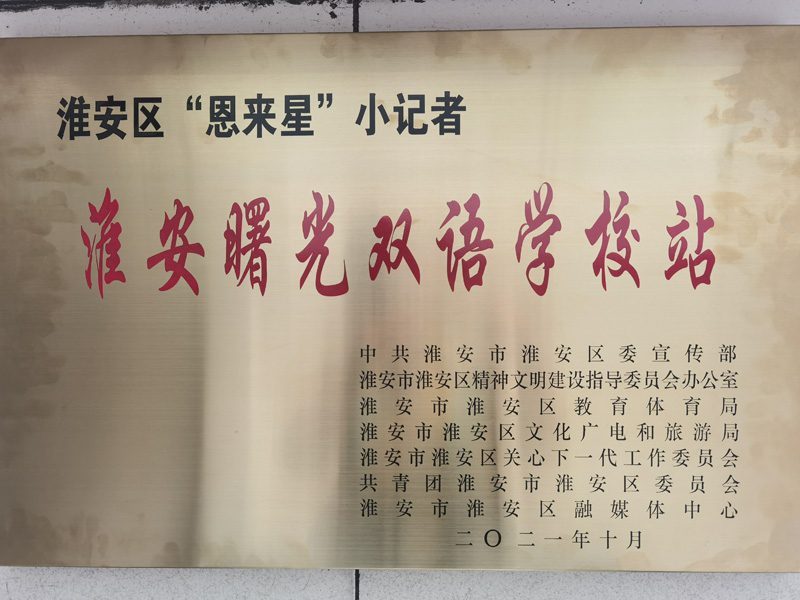 淮安区“恩来星”小记者
淮安曙光双语学校站
中共淮安市淮安区委宣传部
淮安市淮安区精神文明建设指导委员会办公室
淮安市淮安区教育体育局
淮安市淮安区文化广电和旅游局
淮安市淮安区关心下一代工作委员会
共青团淮安市淮安区委员会
淮安市淮安区融媒体中心
二〇二一年十月